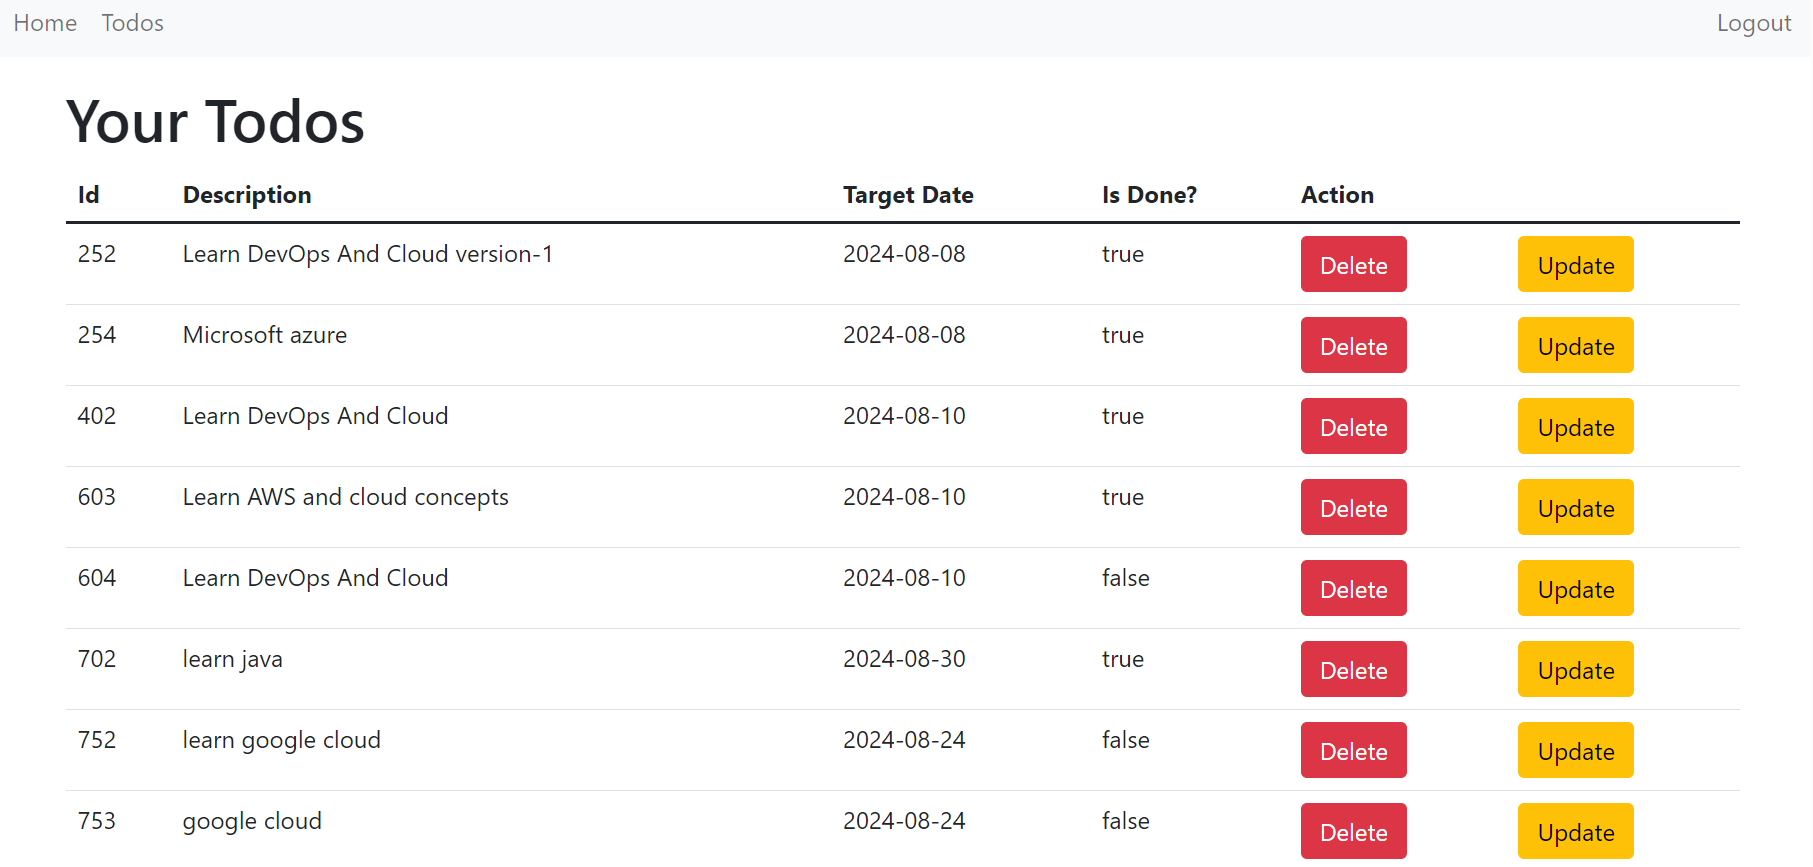 Home Todos Logout
Your Todos
Id Description Target Date Is Done? Action
252 Learn DevOps And Cloud version-1 2024-08-08 true Delete Update
254 Microsoft azure 2024-08-08 true Delete Update
402 Learn DevOps And Cloud 2024-08-10 true Delete Update
603 Learn AWS and cloud concepts 2024-08-10 true Delete Update
604 Learn DevOps And Cloud 2024-08-10 false Delete Update
702 learn java 2024-08-30 true Delete Update
752 learn google cloud 2024-08-24 false Delete Update
753 google cloud 2024-08-24 false Delete Update